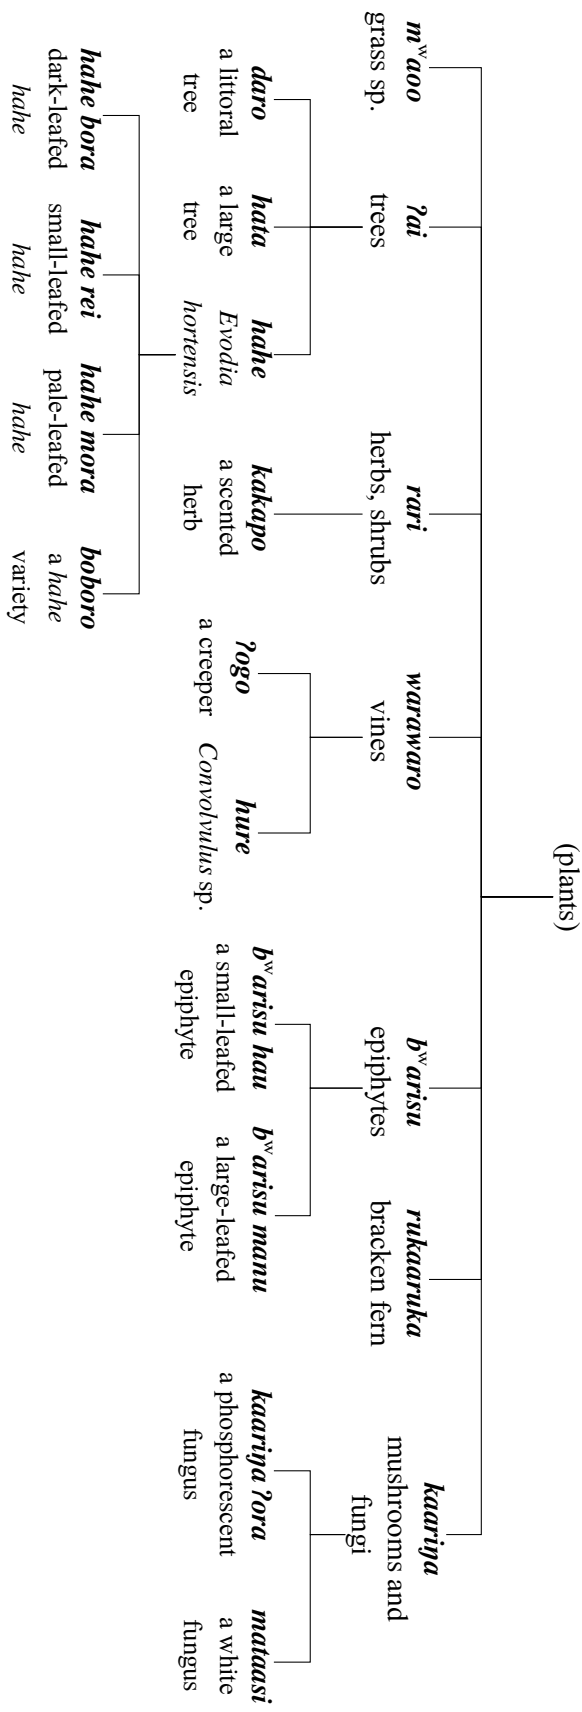 (plants)
mʷaoo
grass sp.
ʔai
trees
rari
herbs, shrubs
warawaro
vines
bʷarisu
epiphytes
rukaaruka
bracken fern
kaariŋa
mushrooms and
fungi
daro
a littoral
tree
hata
a large
tree
hahe
Evodia
hortensis
kakapo
a scented
herb
ʔogo
a creeper
hure
Convolvulus sp.
bʷarisu hau
a small-leafed
epiphyte
bʷarisu manu
a large-leafed
epiphyte
kaariŋa ʔora
a phosphorescent
fungus
mataasi
a white
fungus
hahe bora
dark-leafed
hahe
hahe rei
small-leafed
hahe
hahe mora
pale-leafed
hahe
boboro
a hahe
variety